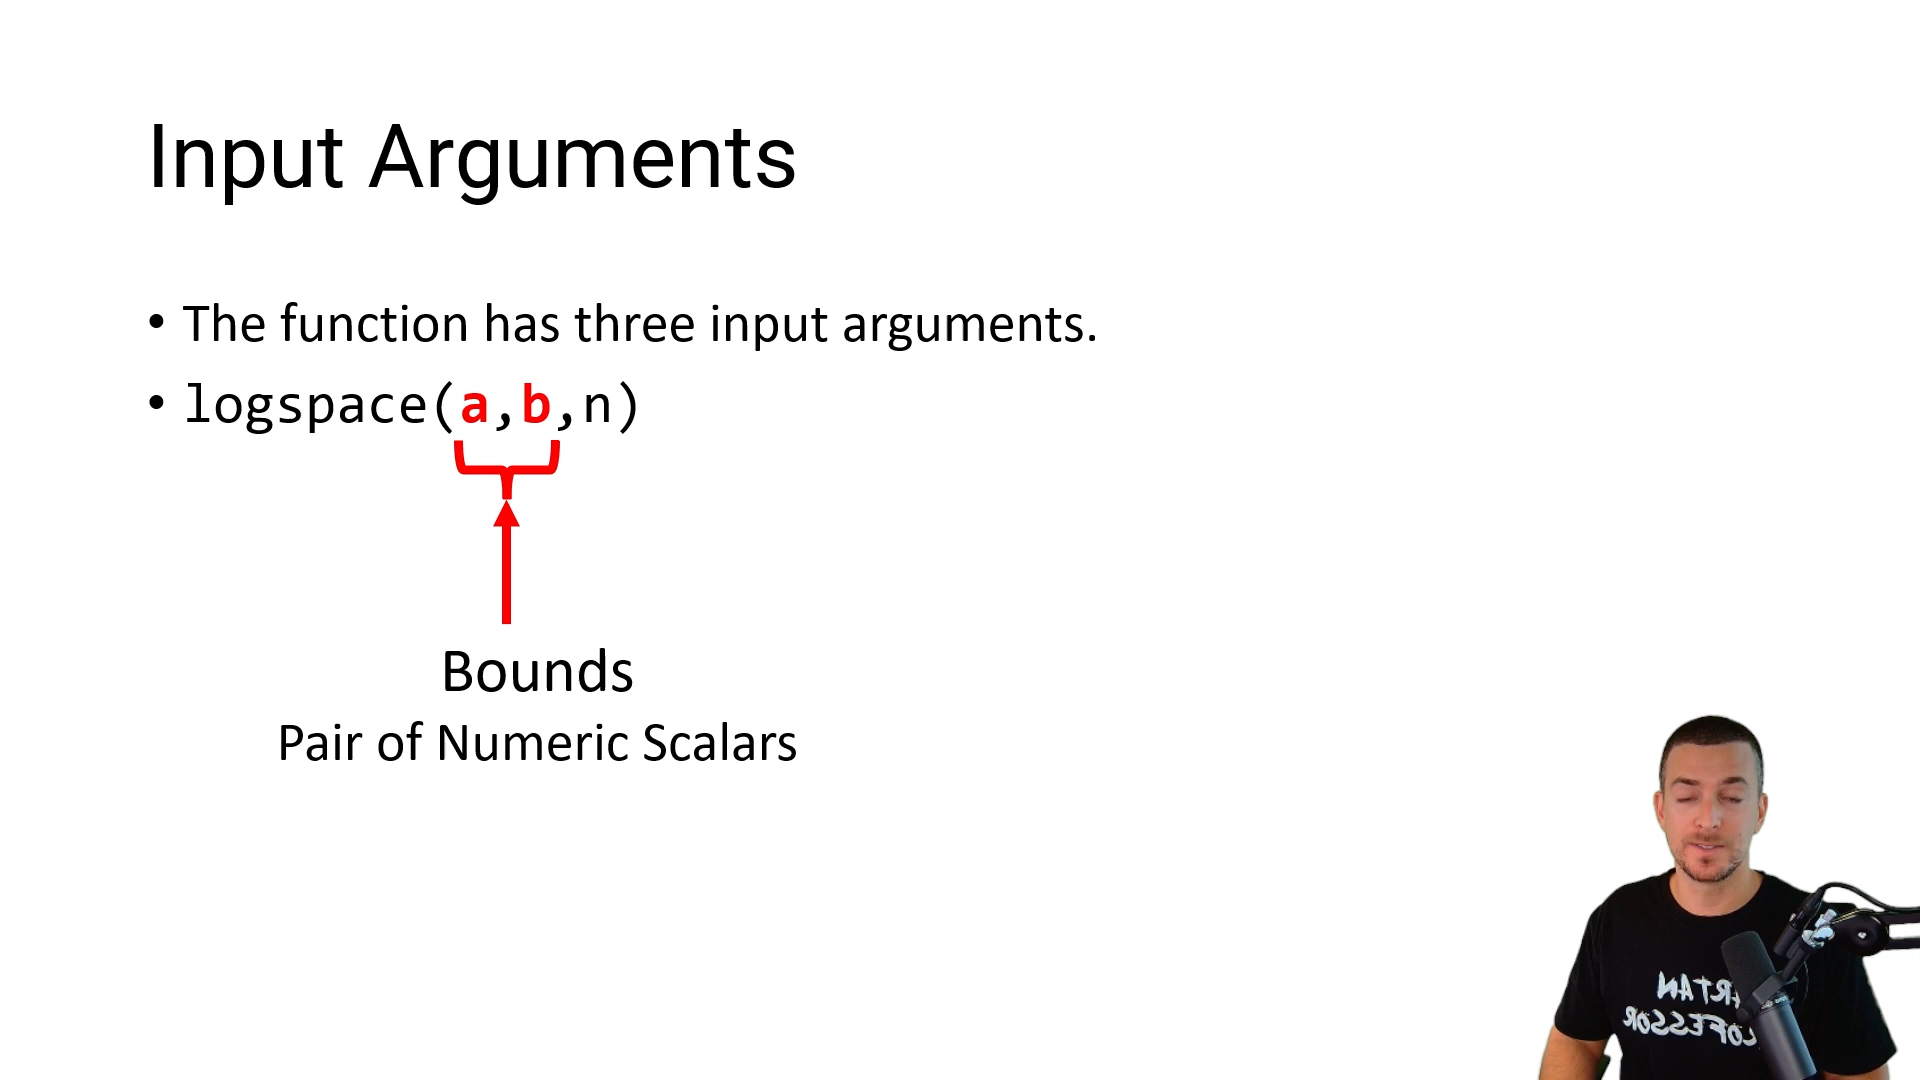 Input Arguments
• The function has three input arguments.
• logspace(a,b,n)
Bounds
Pair of Numeric Scalars